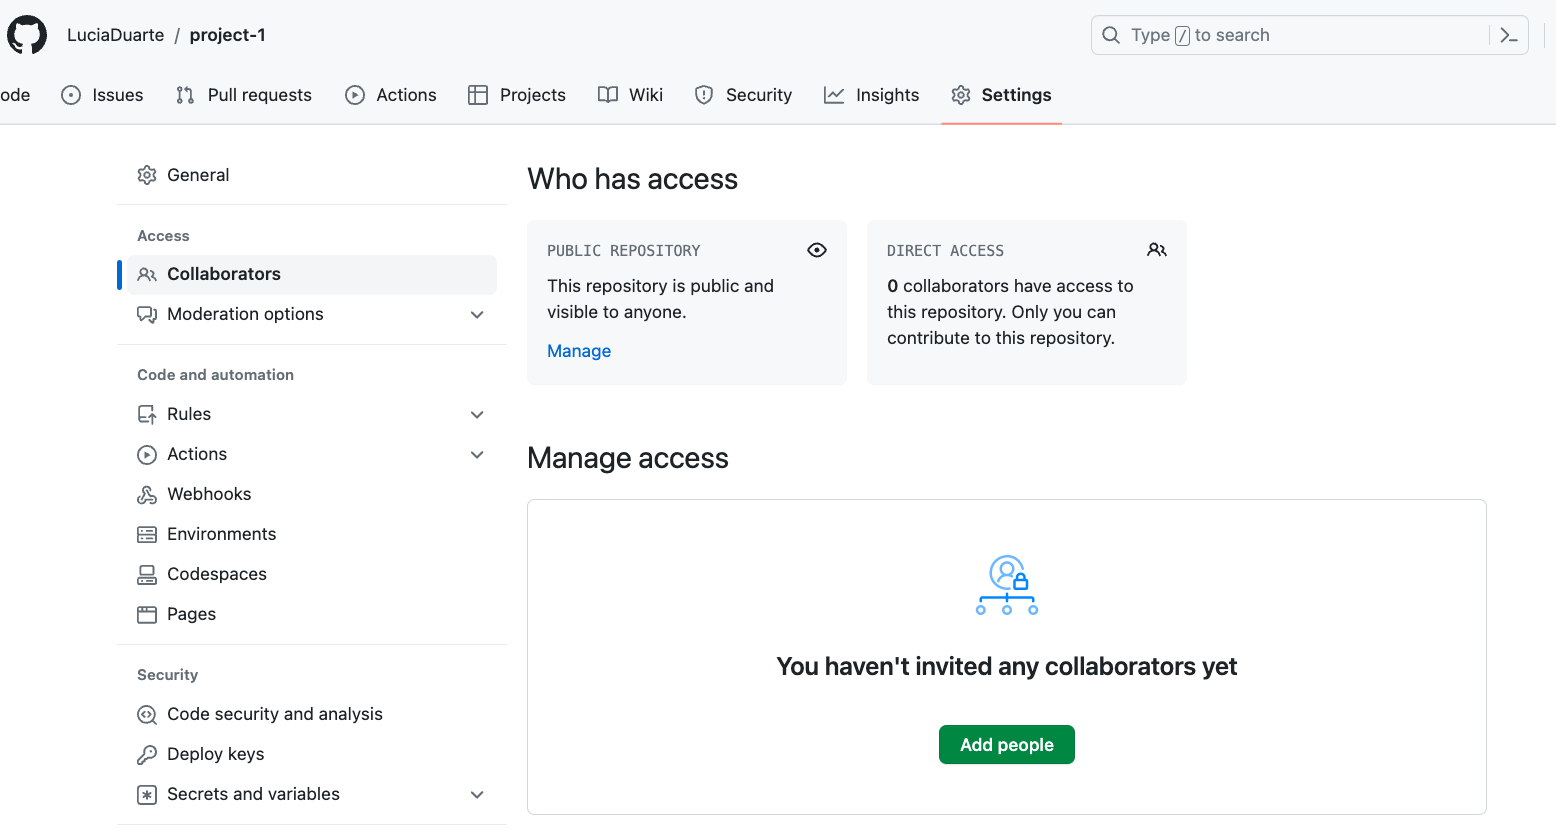 LuciaDuarte / project-1
Type / to search
ode Issues Pull requests Actions Projects Wiki Security Insights Settings
General
Access
Collaborators
Moderation options
Code and automation
Rules
Actions
Webhooks
Environments
Codespaces
Pages
Security
Code security and analysis
Deploy keys
Secrets and variables
Who has access
PUBLIC REPOSITORY
This repository is public and
visible to anyone.
Manage
DIRECT ACCESS
0 collaborators have access to
this repository. Only you can
contribute to this repository.
Manage access
You haven't invited any collaborators yet
Add people